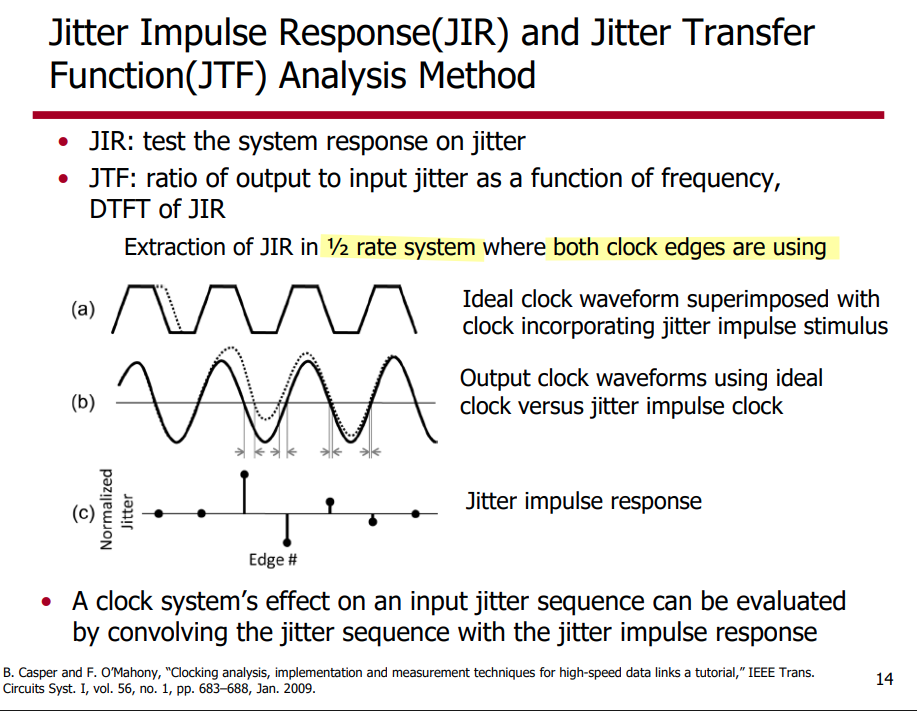 Jitter Impulse Response(JIR) and Jitter Transfer
Function(JTF) Analysis Method
• JIR: test the system response on jitter
• JTF: ratio of output to input jitter as a function of frequency,
DTFT of JIR
Extraction of JIR in ½ rate system where both clock edges are using
(a)
Ideal clock waveform superimposed with
clock incorporating jitter impulse stimulus
(b)
Output clock waveforms using ideal
clock versus jitter impulse clock
(c)
Normalized
Jitter
Jitter impulse response
Edge #
• A clock system’s effect on an input jitter sequence can be evaluated
by convolving the jitter sequence with the jitter impulse response
B. Casper and F. O’Mahony, “Clocking analysis, implementation and measurement techniques for high-speed data links a tutorial,” IEEE Trans.
Circuits Syst. I, vol. 56, no. 1, pp. 683–688, Jan. 2009.
14